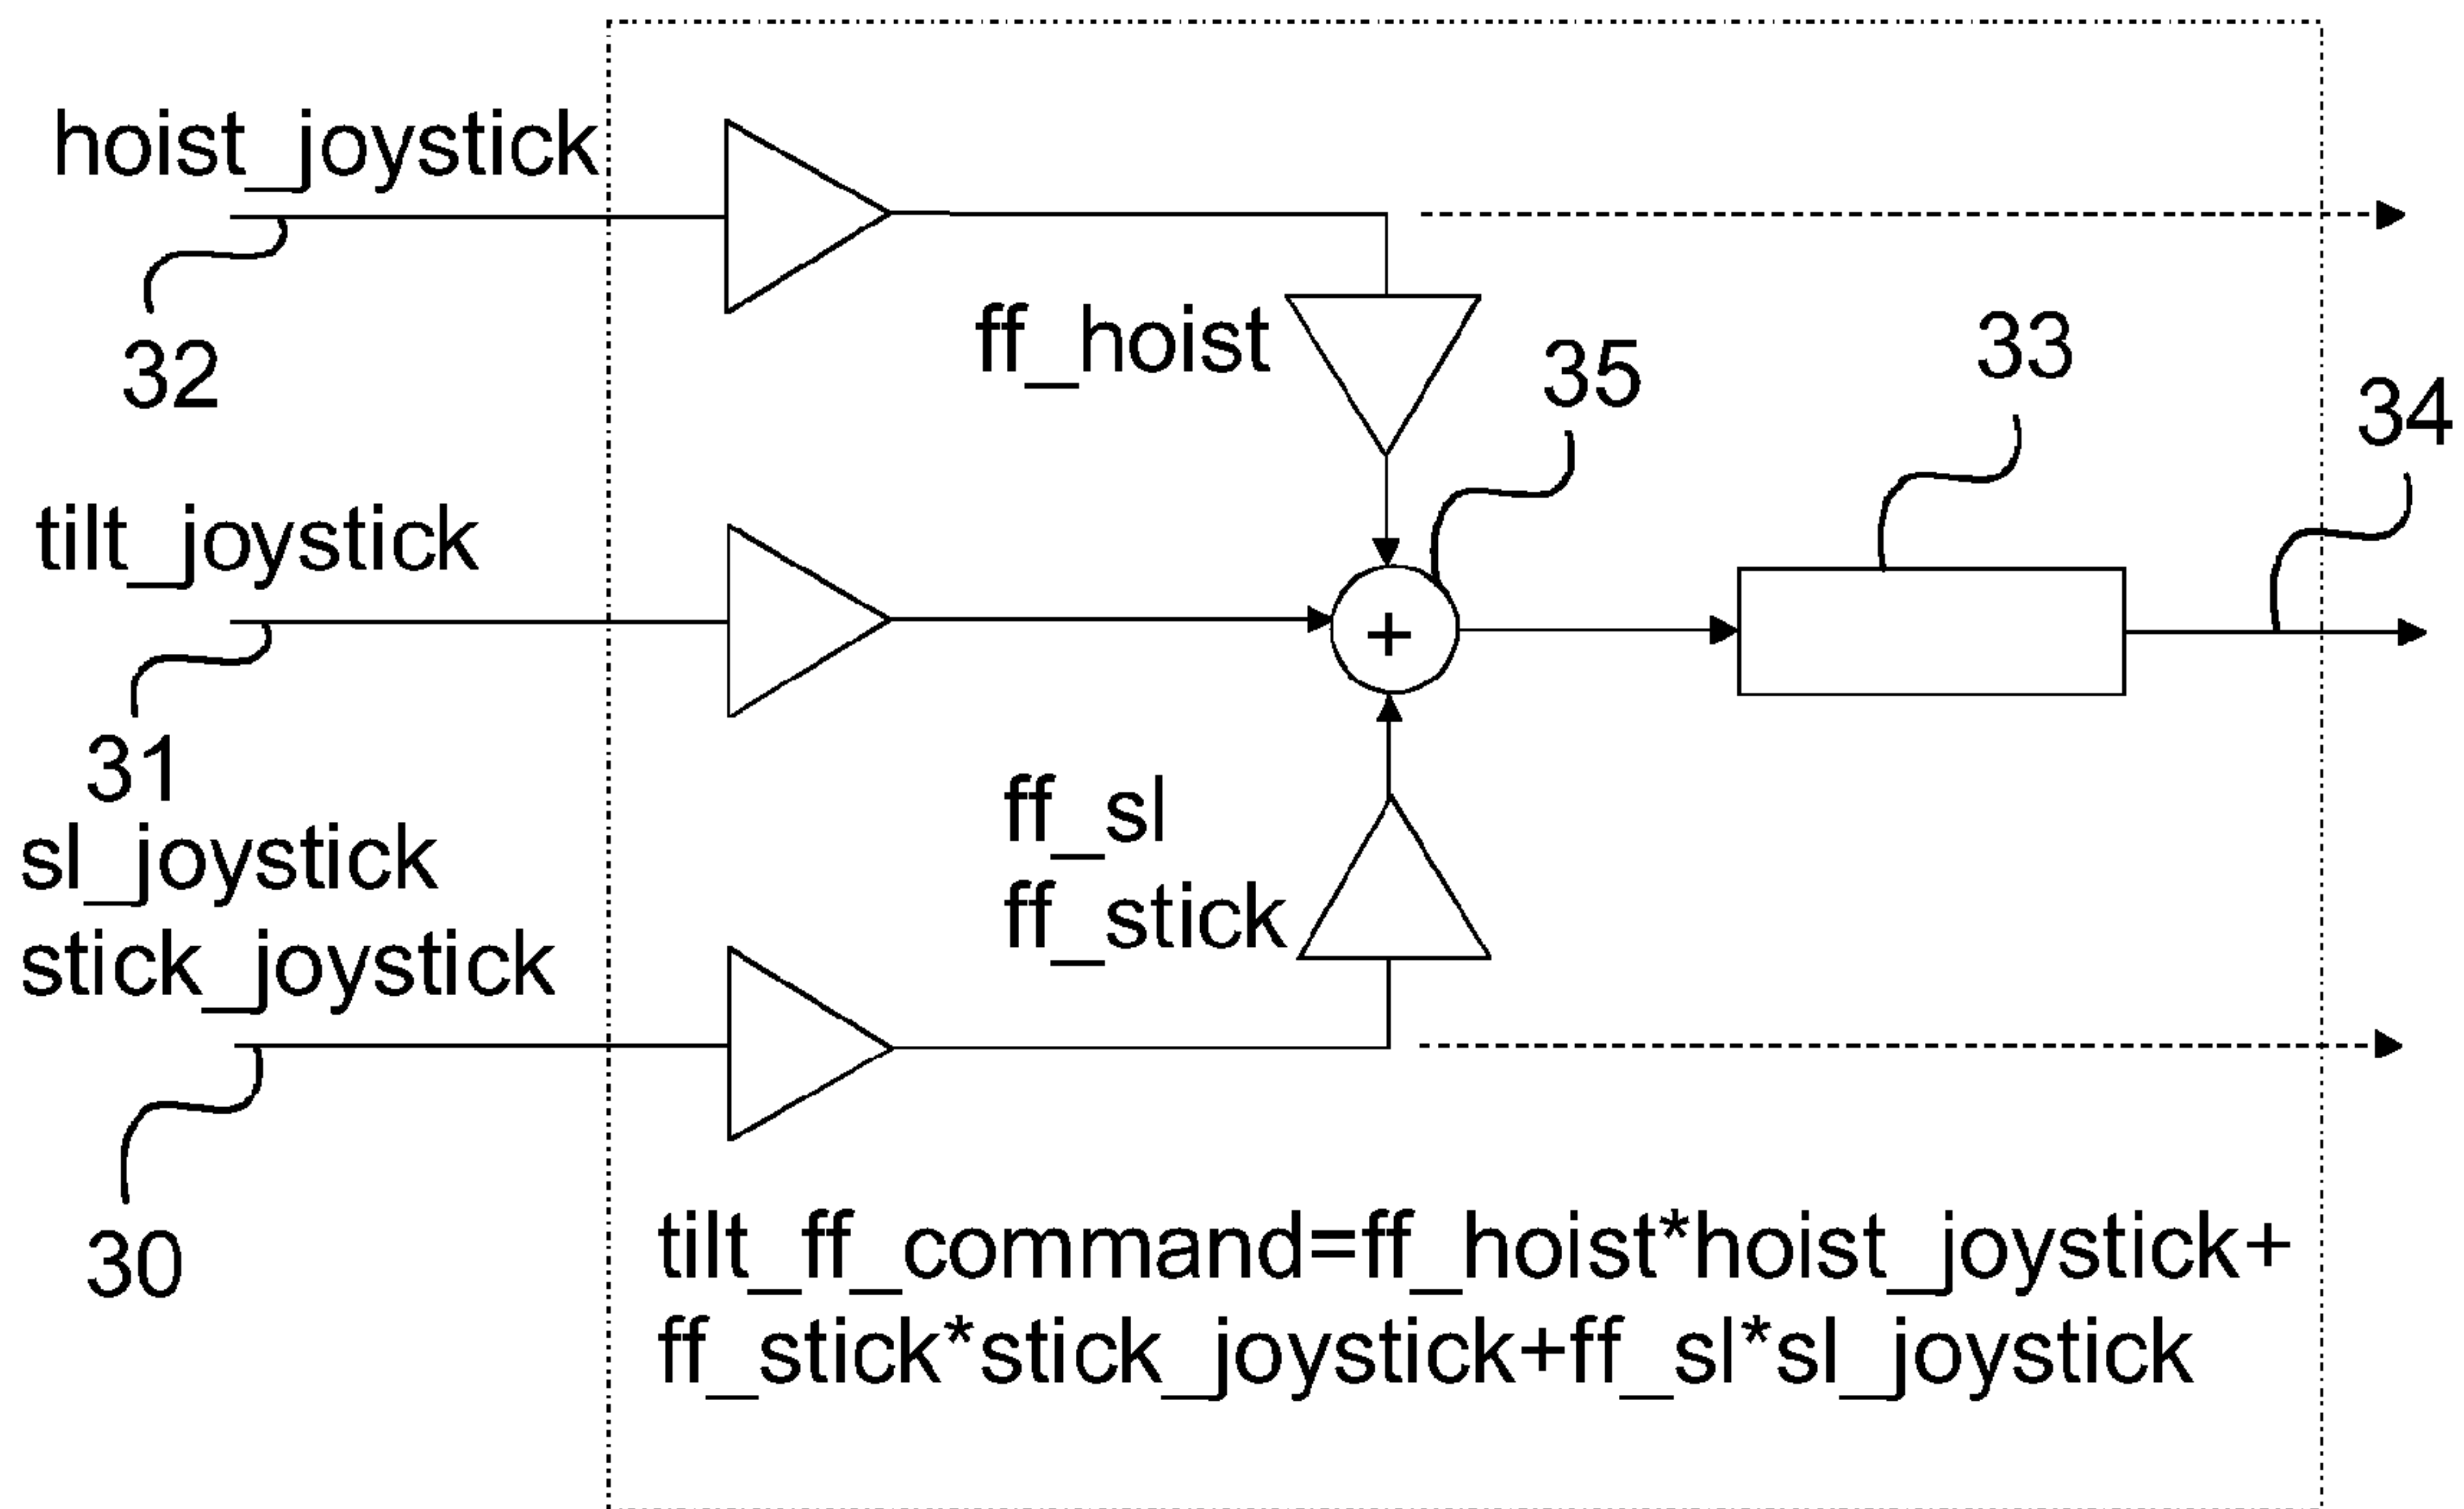 hoist_joystick
32
ff_hoist
35
33
34
tilt_joystick
31
+
sl_joystick
stick_joystick
ff_sl
ff_stick
30
tilt_ff_command=ff_hoist*hoist_joystick+
ff_stick*stick_joystick+ff_sl*sl_joystick